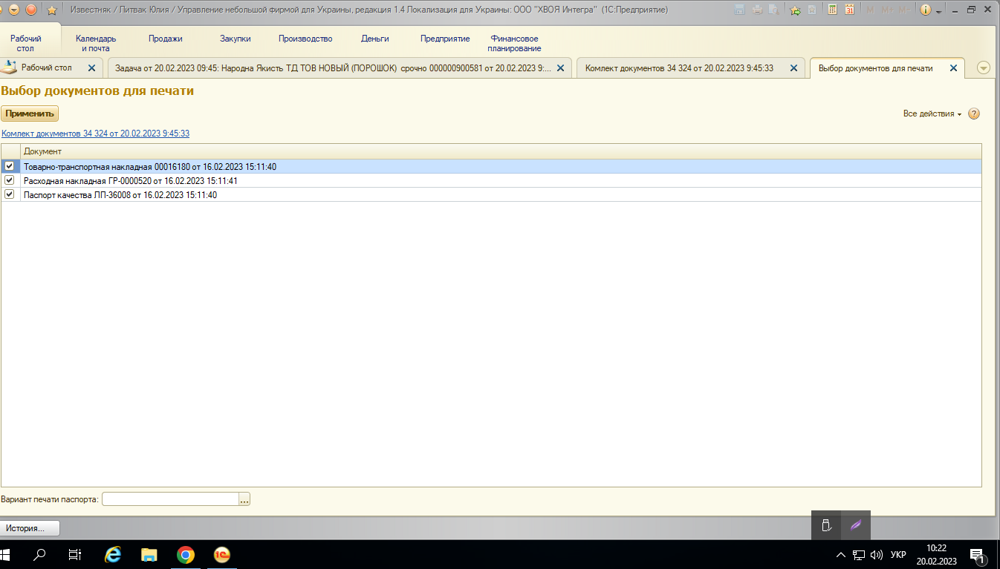 Известняк / Питвак Юлия / Управление небольшой фирмой для Украины, редакция 1.4 Локализация для Украины: ООО "ХВОЯ Интегра" (1С:Предприятие)
31 M M+ M-
Рабочий стол
Календарь и почта
Продажи
Закупки
Производство
Деньги
Предприятие
Финансовое планирование
Рабочий стол
Задача от 20.02.2023 09:45: Народна Якисть ТД ТОВ НОВЫЙ (ПОРОШОК) срочно 000000900581 от 20.02.2023 9:...
Комлект документов 34 324 от 20.02.2023 9:45:33
Выбор документов для печати
Выбор документов для печати
Применить
Все действия
?
Комлект документов 34 324 от 20.02.2023 9:45:33
Документ
Товарно-транспортная накладная 00016180 от 16.02.2023 15:11:40
Расходная накладная ГР-0000520 от 16.02.2023 15:11:41
Паспорт качества ЛП-36008 от 16.02.2023 15:11:40
Вариант печати паспорта:
...
История...
1С
УКР
10:22
20.02.2023
1